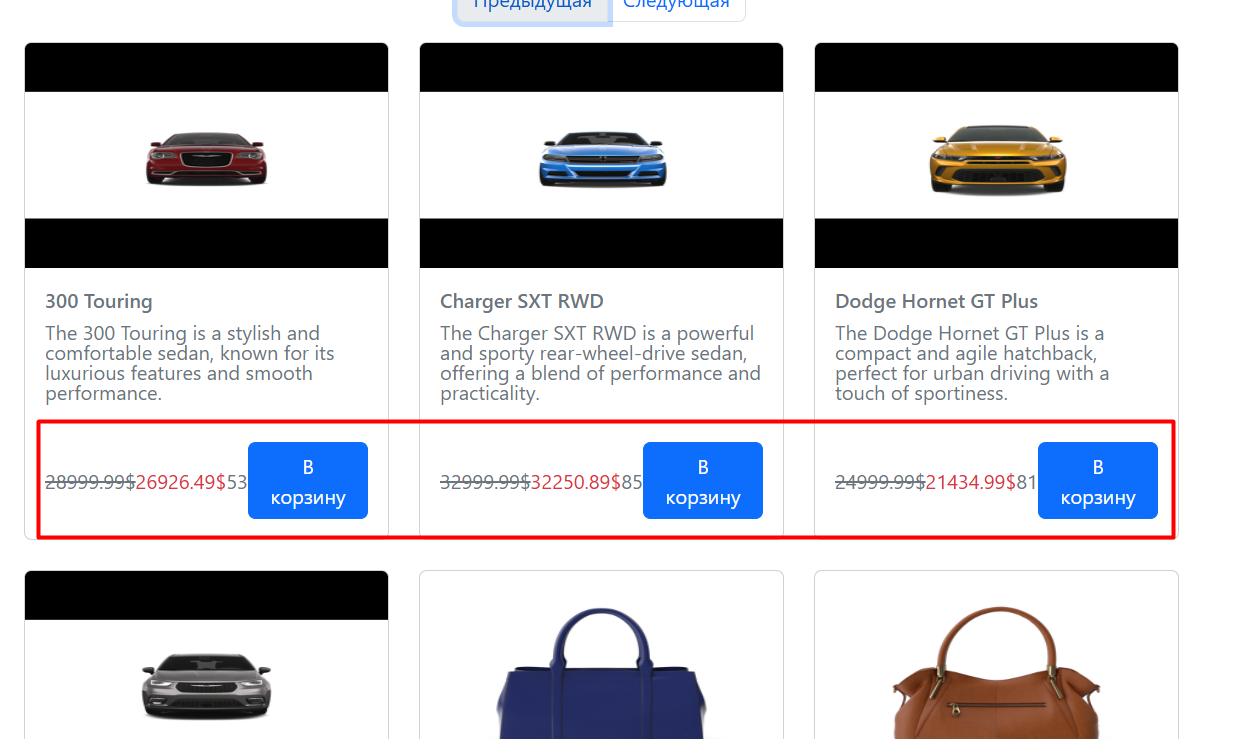 Предыдущая Следующая
300 Touring
The 300 Touring is a stylish and
comfortable sedan, known for its
luxurious features and smooth
performance.
28999.99$26926.49$53
В
корзину
Charger SXT RWD
The Charger SXT RWD is a powerful
and sporty rear-wheel-drive sedan,
offering a blend of performance and
practicality.
32999.99$32250.89$85
В
корзину
Dodge Hornet GT Plus
The Dodge Hornet GT Plus is a
compact and agile hatchback,
perfect for urban driving with a
touch of sportiness.
24999.99$21434.99$81
В
корзину